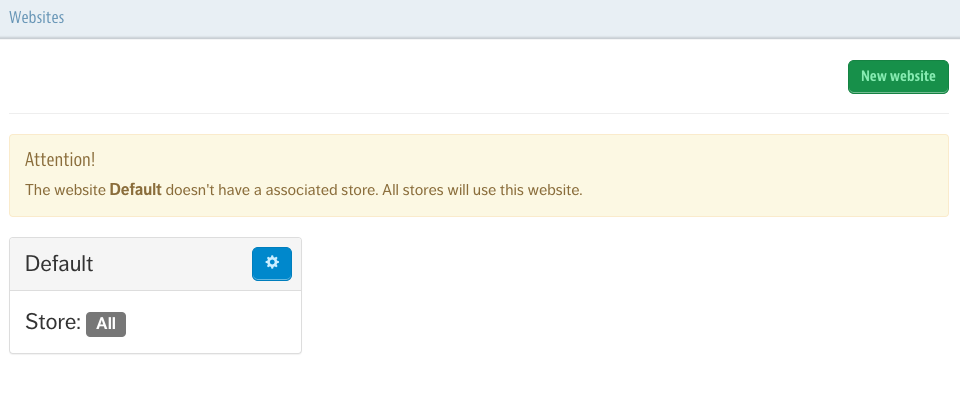 Websites
New website
Attention!
The website Default doesn't have a associated store. All stores will use this website.
Default
Store: All